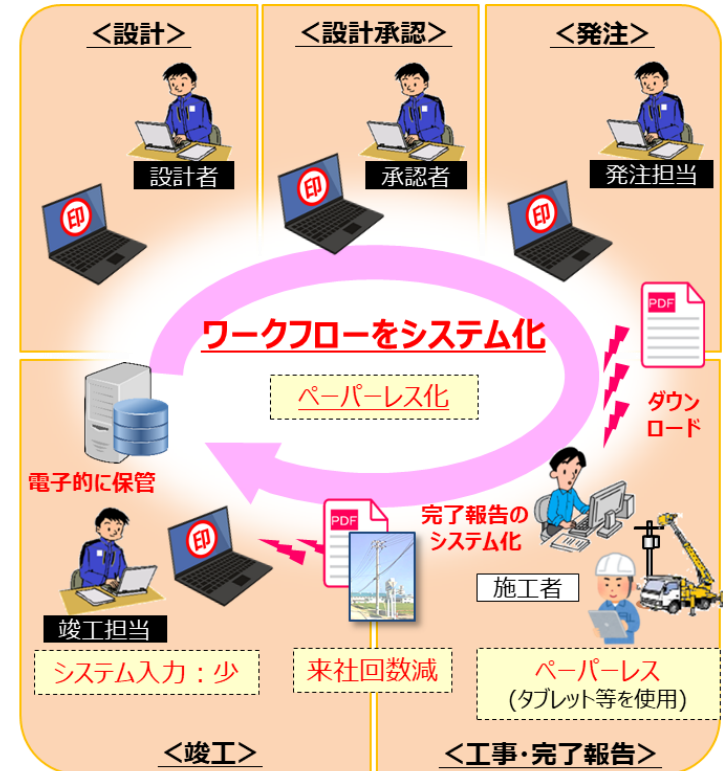 ＜設計＞
＜設計承認＞
＜発注＞
設計者
承認者
発注担当
印
印
印
ワークフローをシステム化
ペーパーレス化
PDF
ダウン
ロード
電子的に保管
印
PDF
完了報告の
システム化
施工者
竣工担当
システム入力：少
来社回数減
ペーパーレス
(タブレット等を使用)
＜竣工＞
＜工事・完了報告＞